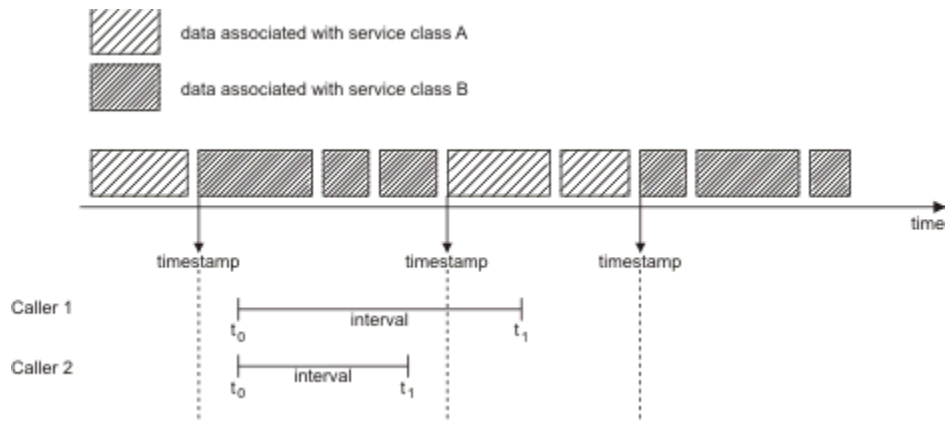 data associated with service class A
data associated with service class B
time
timestamp timestamp timestamp
Caller 1
interval
t0 t1
Caller 2
interval
t0 t1